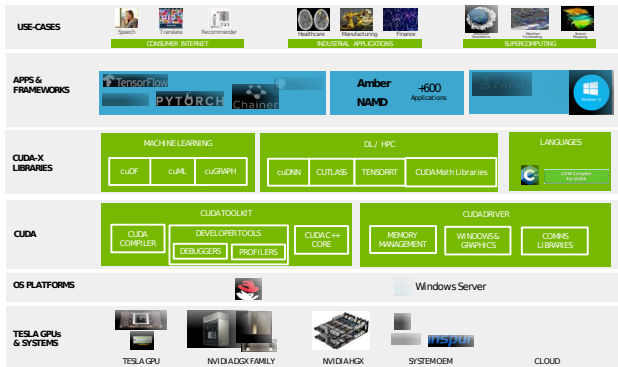 USE-CASES
Speech
Translate
Recommender
Healthcare
Manufacturing
Finance
CONSUMER INTERNET
INDUSTRIAL APPLICATIONS
SUPERCOMPUTING
APPS &
FRAMEWORKS
TensorFlow
PYTORCH
Chainer
Amber
NAMD
+600
Applications
CUDA-X
LIBRARIES
MACHINE LEARNING
cuDF
cuML
cuGRAPH
DL / HPC
cuDNN
CUTLASS
TENSORRT
CUDA Math Libraries
LANGUAGES
CUDA
CUDA TOOLKIT
CUDA
COMPILER
DEVELOPER TOOLS
DEBUGGERS
PROFILERS
CUDA C++
CORE
CUDA DRIVER
MEMORY
MANAGEMENT
WINDOWS &
GRAPHICS
COMMS
LIBRARIES
OS PLATFORMS
Windows Server
TESLA GPUs
& SYSTEMS
TESLA GPU
NVIDIA DGX FAMILY
NVIDIA HGX
inspur
SYSTEM OEM
CLOUD